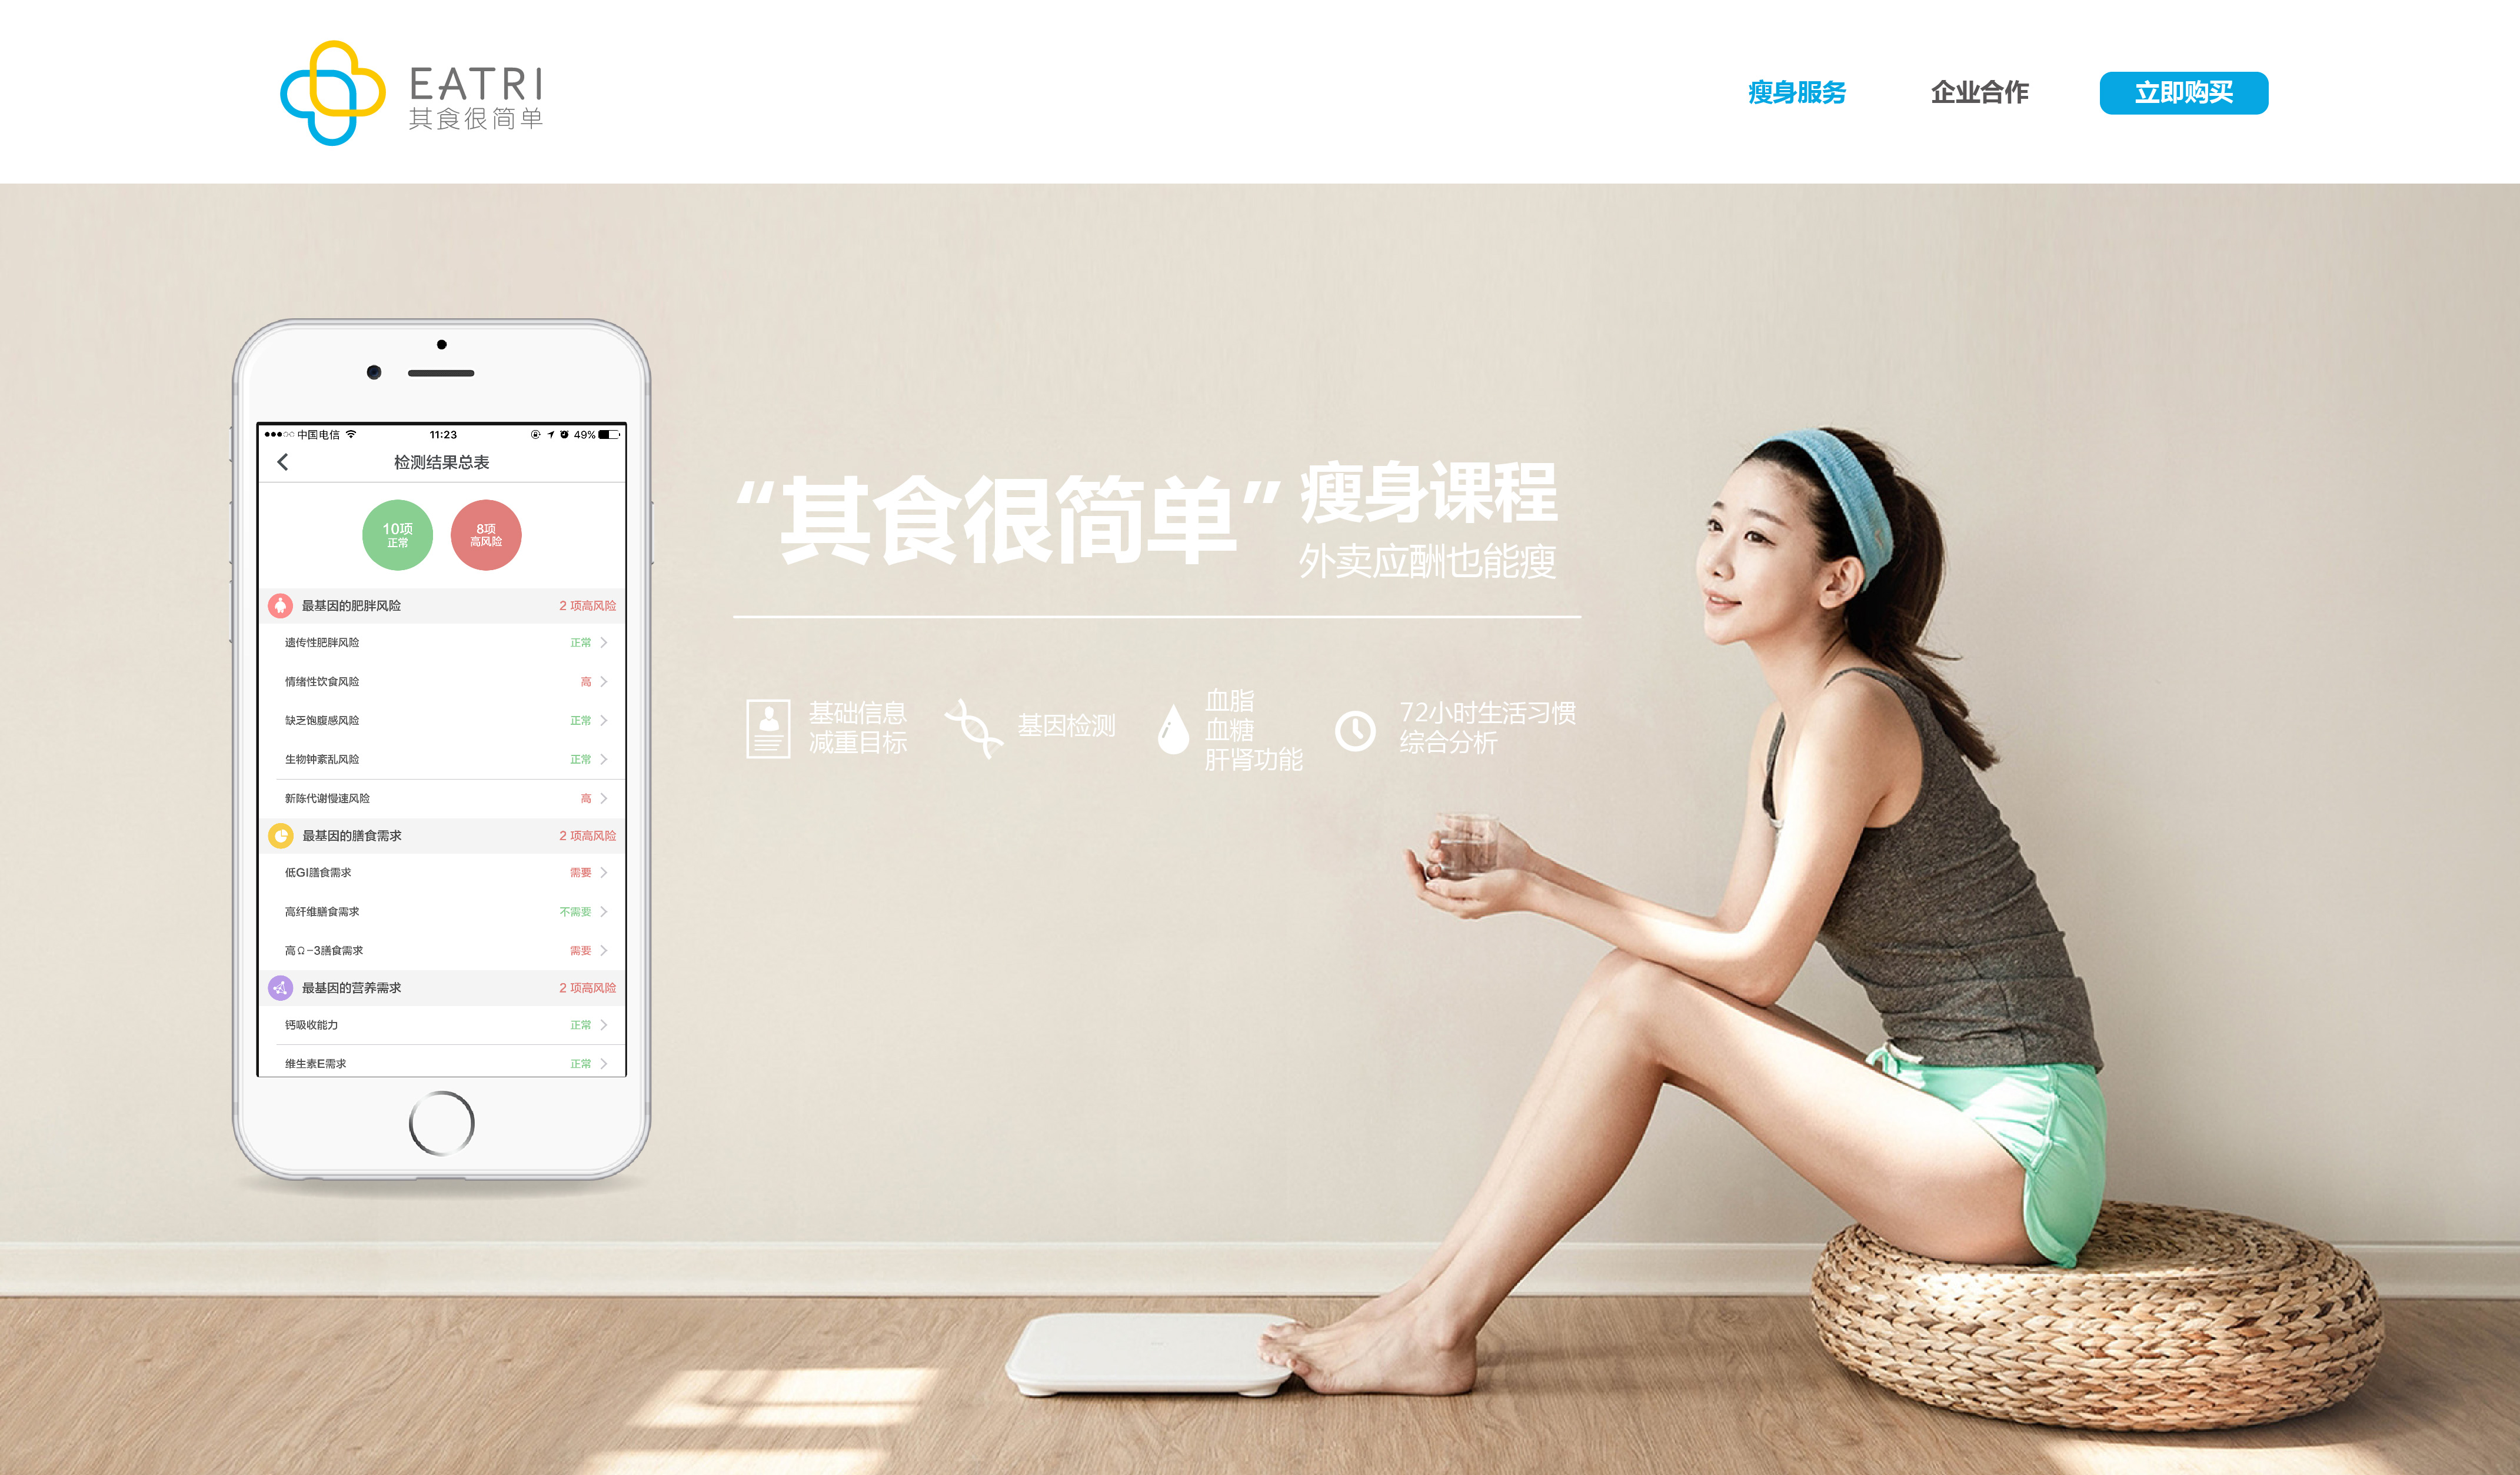 EATRI
其食很简单
瘦身服务
企业合作
立即购买
中国电信
11:23
49%
检测结果总表
10项
正常
8项
高风险
最基因的肥胖风险 2 项高风险
遗传性肥胖风险 正常
情绪性饮食风险 高
缺乏饱腹感风险 正常
生物钟紊乱风险 正常
新陈代谢慢速风险 高
最基因的膳食需求 2 项高风险
低GI膳食需求 需要
高纤维膳食需求 不需要
高Ω-3膳食需求 需要
最基因的营养需求 2 项高风险
钙吸收能力 正常
维生素E需求 正常
“其食很简单”
瘦身课程
外卖应酬也能瘦
基础信息
减重目标
基因检测
血脂
血糖
肝肾功能
72小时生活习惯
综合分析